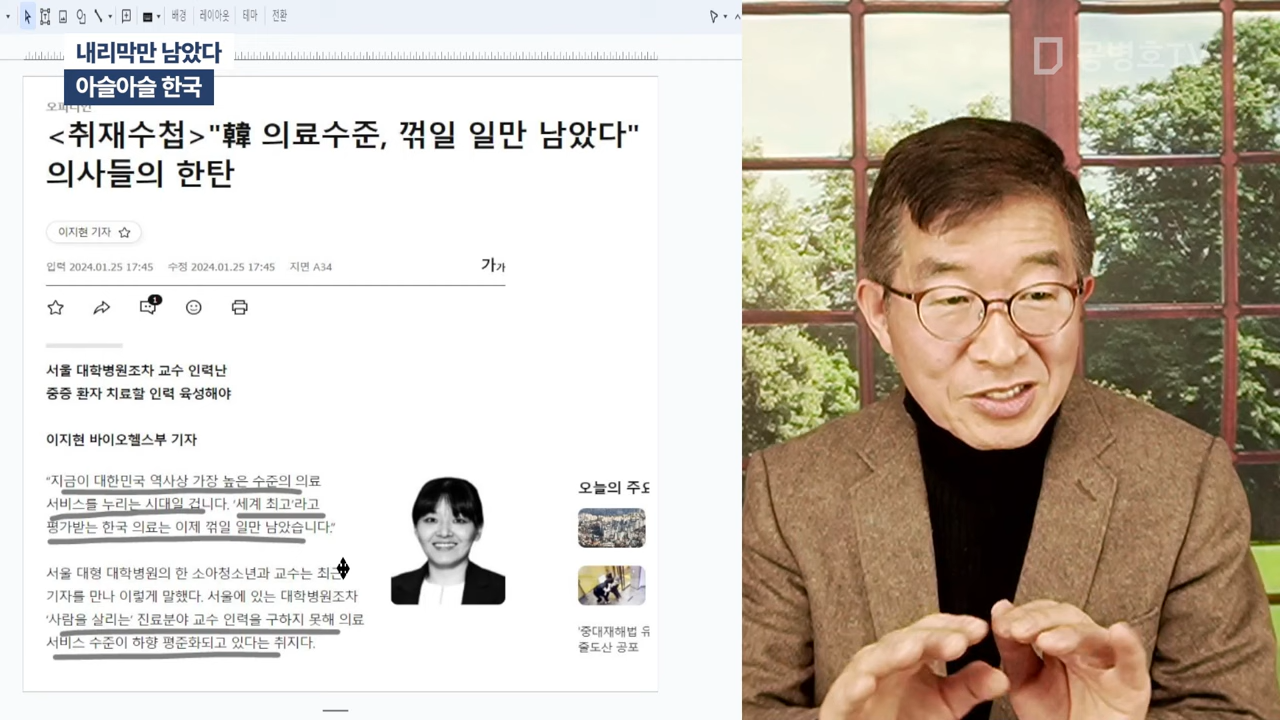 배경 레이아웃 테마 전환
내리막만 남았다
아슬아슬 한국
공병호TV
오피니언
<취재수첩>"韓 의료수준, 꺾일 일만 남았다"
의사들의 한탄
이지현 기자
입력 2024.01.25 17:45 수정 2024.01.25 17:45 지면 A34
가가
1
서울 대학병원조차 교수 인력난
중증 환자 치료할 인력 육성해야
이지현 바이오헬스부 기자
"지금이 대한민국 역사상 가장 높은 수준의 의료
서비스를 누리는 시대일 겁니다. '세계 최고'라고
평가받는 한국 의료는 이제 꺾일 일만 남았습니다."
서울 대형 대학병원의 한 소아청소년과 교수는 최근
기자를 만나 이렇게 말했다. 서울에 있는 대학병원조차
'사람을 살리는' 진료분야 교수 인력을 구하지 못해 의료
서비스 수준이 하향 평준화되고 있다는 취지다.
오늘의 주요
'중대재해법 유
줄도산 공포